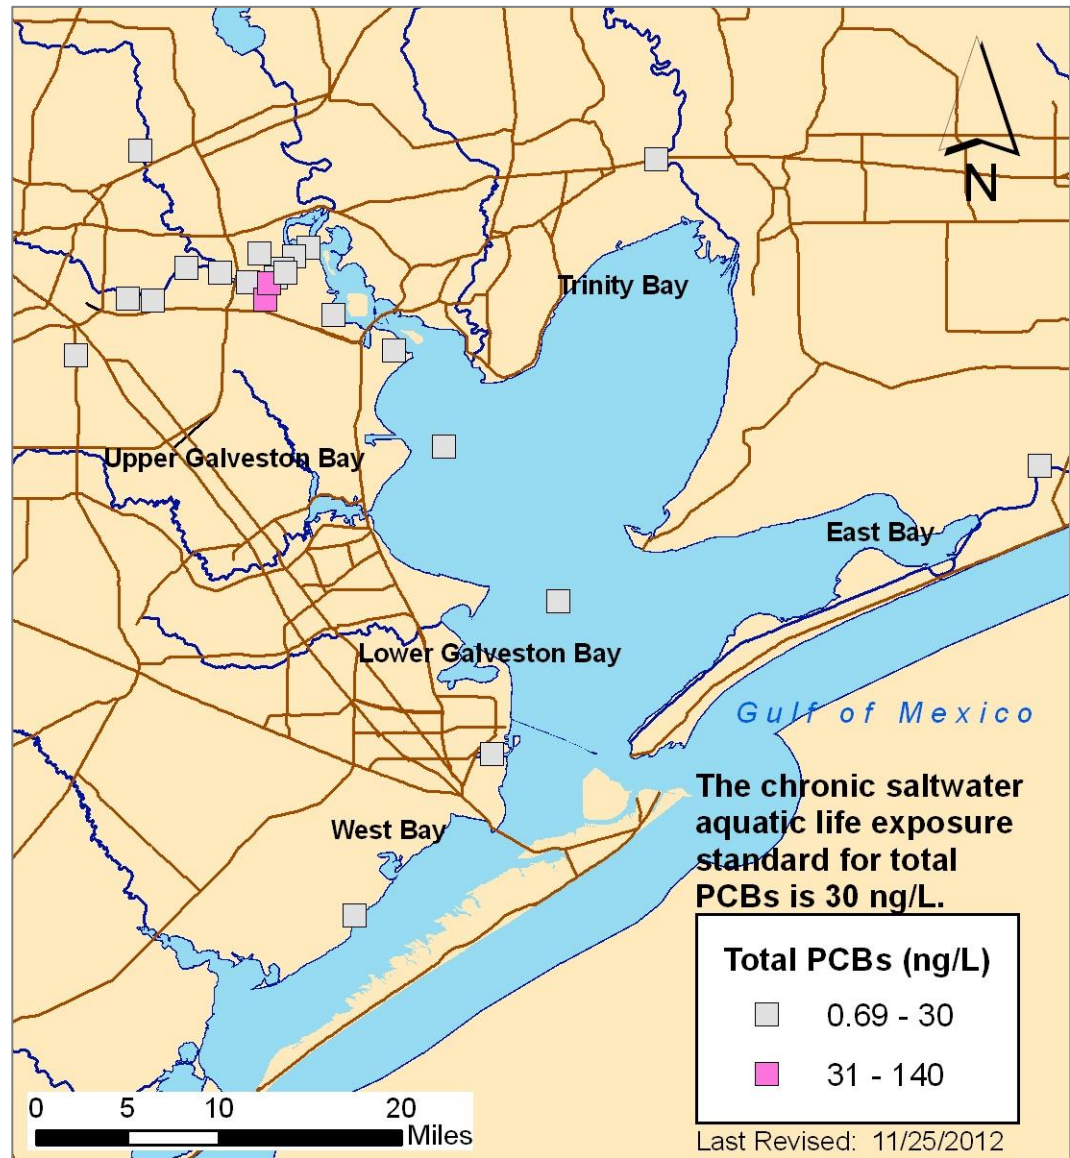 N
Trinity Bay
Upper Galveston Bay
East Bay
Lower Galveston Bay
Gulf of Mexico
West Bay
The chronic saltwater
aquatic life exposure
standard for total
PCBs is 30 ng/L.
Total PCBs (ng/L)
0.69 - 30
31 - 140
0 5 10 20
Miles
Last Revised: 11/25/2012